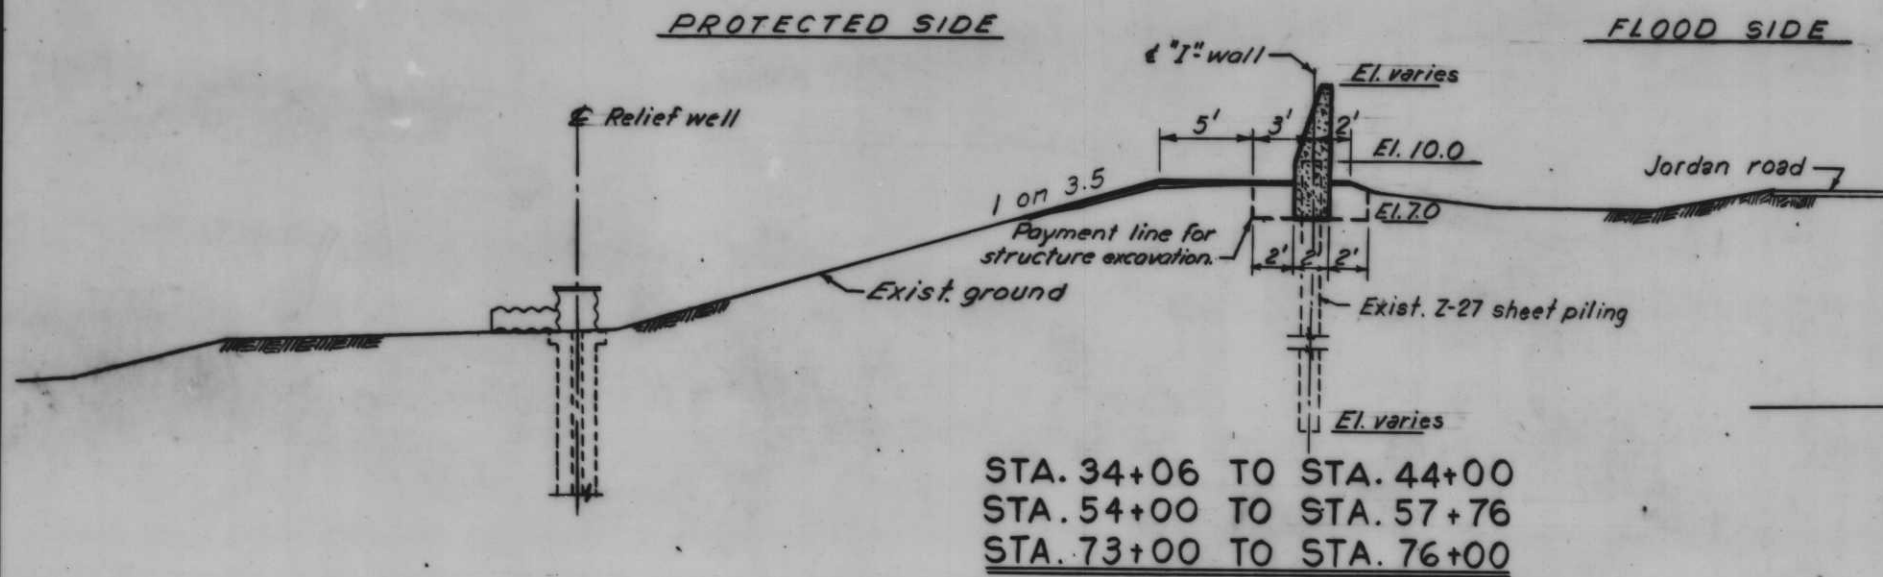 PROTECTED SIDE
FLOOD SIDE
℄ "I" wall
El. varies
℄ Relief well
5' 3' 2'
El. 10.0
Jordan road
1 on 3.5
El. 7.0
Payment line for
structure excavation.
2' 2' 2'
Exist. ground
Exist. Z-27 sheet piling
El. varies
STA. 34+06 TO STA. 44+00
STA. 54+00 TO STA. 57+76
STA. 73+00 TO STA. 76+00